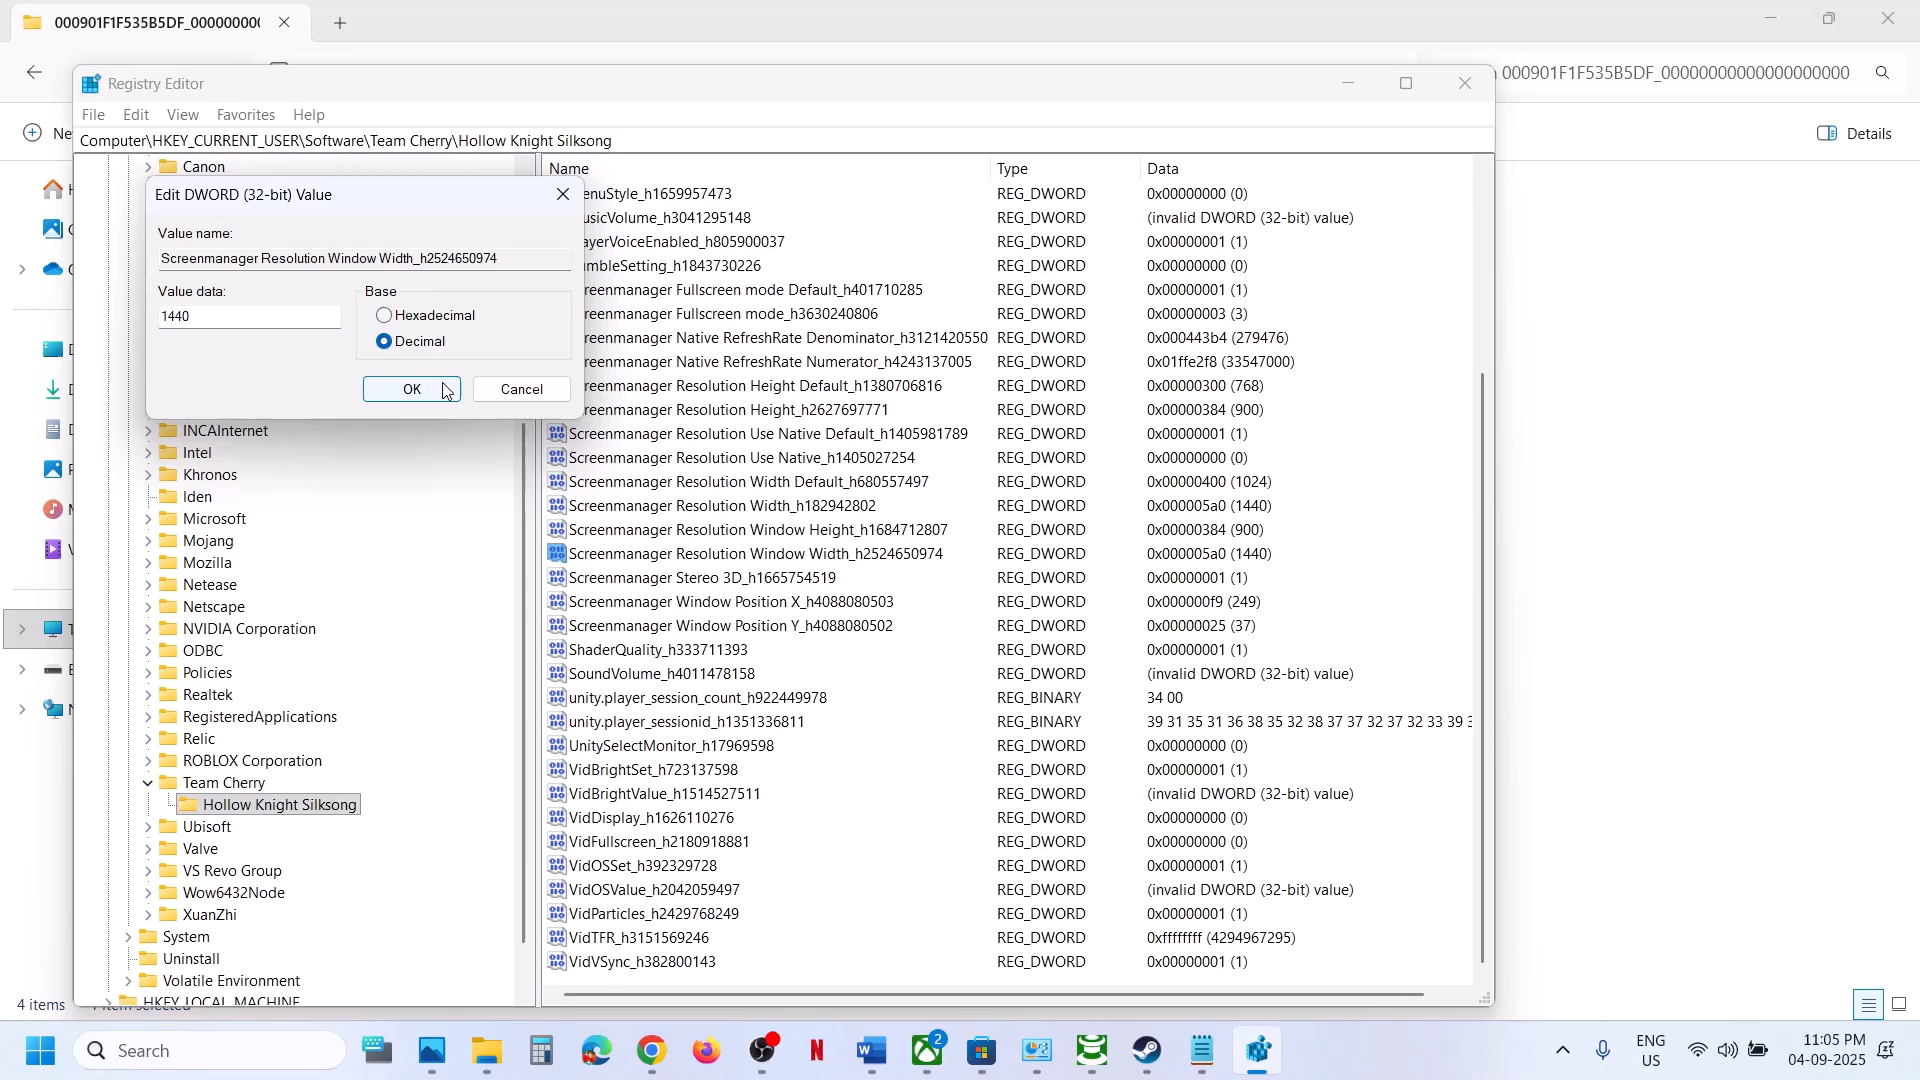 000901F1F535B5DF_000000000
000901F1F535B5DF_00000000000000000000
Registry Editor
File Edit View Favorites Help
Details
Computer\HKEY_CURRENT_USER\Software\Team Cherry\Hollow Knight Silksong
Canon
Edit DWORD (32-bit) Value
Value name:
Screenmanager Resolution Window Width_h2524650974
Value data:
1440
Base
Hexadecimal
Decimal
OK
Cancel
INCAInternet
Intel
Khronos
Iden
Microsoft
Mojang
Mozilla
Netease
Netscape
NVIDIA Corporation
ODBC
Policies
Realtek
RegisteredApplications
Relic
ROBLOX Corporation
Team Cherry
Hollow Knight Silksong
Ubisoft
Valve
VS Revo Group
Wow6432Node
XuanZhi
System
Uninstall
Volatile Environment
HKEY_LOCAL_MACHINE
Name Type Data
enuStyle_h1659957473 REG_DWORD 0x00000000 (0)
usicVolume_h3041295148 REG_DWORD (invalid DWORD (32-bit) value)
ayerVoiceEnabled_h805900037 REG_DWORD 0x00000001 (1)
umbleSetting_h1843730226 REG_DWORD 0x00000000 (0)
reenmanager Fullscreen mode Default_h401710285 REG_DWORD 0x00000001 (1)
reenmanager Fullscreen mode_h3630240806 REG_DWORD 0x00000003 (3)
reenmanager Native RefreshRate Denominator_h3121420550 REG_DWORD 0x000443b4 (279476)
reenmanager Native RefreshRate Numerator_h4243137005 REG_DWORD 0x01ffe2f8 (33547000)
reenmanager Resolution Height Default_h1380706816 REG_DWORD 0x00000300 (768)
reenmanager Resolution Height_h2627697771 REG_DWORD 0x00000384 (900)
Screenmanager Resolution Use Native Default_h1405981789 REG_DWORD 0x00000001 (1)
Screenmanager Resolution Use Native_h1405027254 REG_DWORD 0x00000000 (0)
Screenmanager Resolution Width Default_h680557497 REG_DWORD 0x00000400 (1024)
Screenmanager Resolution Width_h182942802 REG_DWORD 0x000005a0 (1440)
Screenmanager Resolution Window Height_h1684712807 REG_DWORD 0x00000384 (900)
Screenmanager Resolution Window Width_h2524650974 REG_DWORD 0x000005a0 (1440)
Screenmanager Stereo 3D_h1665754519 REG_DWORD 0x00000001 (1)
Screenmanager Window Position X_h4088080503 REG_DWORD 0x000000f9 (249)
Screenmanager Window Position Y_h4088080502 REG_DWORD 0x00000025 (37)
ShaderQuality_h333711393 REG_DWORD 0x00000001 (1)
SoundVolume_h4011478158 REG_DWORD (invalid DWORD (32-bit) value)
unity.player_session_count_h922449978 REG_BINARY 34 00
unity.player_sessionid_h1351336811 REG_BINARY 39 31 35 31 36 38 35 32 38 37 37 32 37 32 33 39 3
UnitySelectMonitor_h17969598 REG_DWORD 0x00000000 (0)
VidBrightSet_h723137598 REG_DWORD 0x00000001 (1)
VidBrightValue_h1514527511 REG_DWORD (invalid DWORD (32-bit) value)
VidDisplay_h1626110276 REG_DWORD 0x00000000 (0)
VidFullscreen_h2180918881 REG_DWORD 0x00000000 (0)
VidOSSet_h392329728 REG_DWORD 0x00000001 (1)
VidOSValue_h2042059497 REG_DWORD (invalid DWORD (32-bit) value)
VidParticles_h2429768249 REG_DWORD 0x00000001 (1)
VidTFR_h3151569246 REG_DWORD 0xffffffff (4294967295)
VidVSync_h382800143 REG_DWORD 0x00000001 (1)
4 items
Search
2
N
ENG
US
11:05 PM
04-09-2025